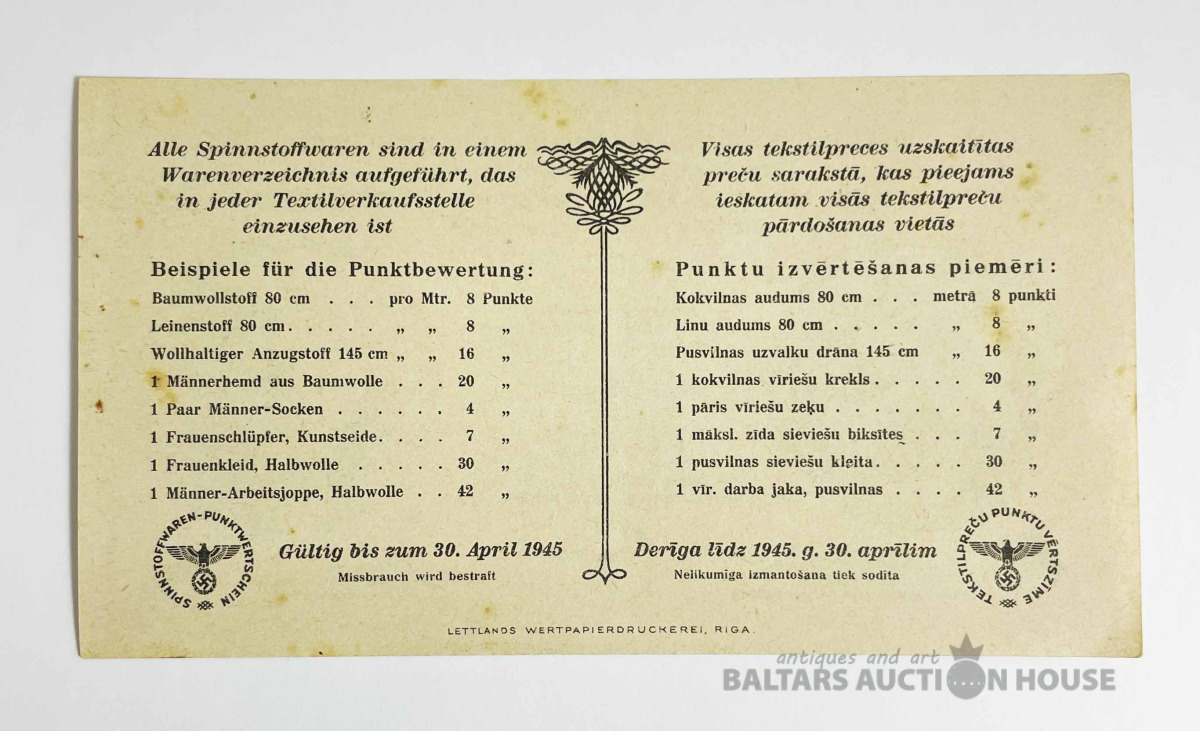 Alle Spinnstoffwaren sind in einem
Warenverzeichnis aufgeführt, das
in jeder Textilverkaufsstelle
einzusehen ist
Beispiele für die Punktbewertung:
Baumwollstoff 80 cm . . . pro Mtr. 8 Punkte
Leinenstoff 80 cm. . . . . „ „ 8 „
Wollhaltiger Anzugstoff 145 cm „ „ 16 „
1 Männerhemd aus Baumwolle . . . 20 „
1 Paar Männer-Socken . . . . . . 4 „
1 Frauenschlüpfer, Kunstseide. . . . 7 „
1 Frauenkleid, Halbwolle . . . . . 30 „
1 Männer-Arbeitsjoppe, Halbwolle . . 42 „
SPINNSTOFFWAREN-PUNKTWERTSCHEIN
Gültig bis zum 30. April 1945
Missbrauch wird bestraft
Visas tekstilpreces uzskaitītas
preču sarakstā, kas pieejams
ieskatam visās tekstilpreču
pārdošanas vietās
Punktu izvērtēšanas piemēri:
Kokvilnas audums 80 cm . . . metrā 8 punkti
Linu audums 80 cm . . . . . „ 8 „
Pusvilnas uzvalku drāna 145 cm „ 16 „
1 kokvilnas vīriešu krekls. . . . . 20 „
1 pāris vīriešu zeķu . . . . . . . 4 „
1 māksl. zīda sieviešu biksītes . . . 7 „
1 pusvilnas sieviešu kleita. . . . . 30 „
1 vīr. darba jaka, pusvilnas . . . . 42 „
Derīga līdz 1945. g. 30. aprīlim
Nelikumīga izmantošana tiek sodīta
TEKSTILPREČU PUNKTU VĒRTSZĪME
LETTLANDS WERTPAPIERDRUCKEREI, RIGA.
antiques and art
BALTARS AUCTION HOUSE